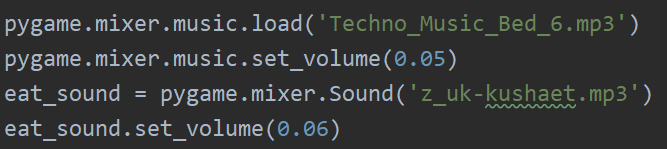 pygame.mixer.music.load('Techno_Music_Bed_6.mp3')
pygame.mixer.music.set_volume(0.05)
eat_sound = pygame.mixer.Sound('z_uk-kushaet.mp3')
eat_sound.set_volume(0.06)